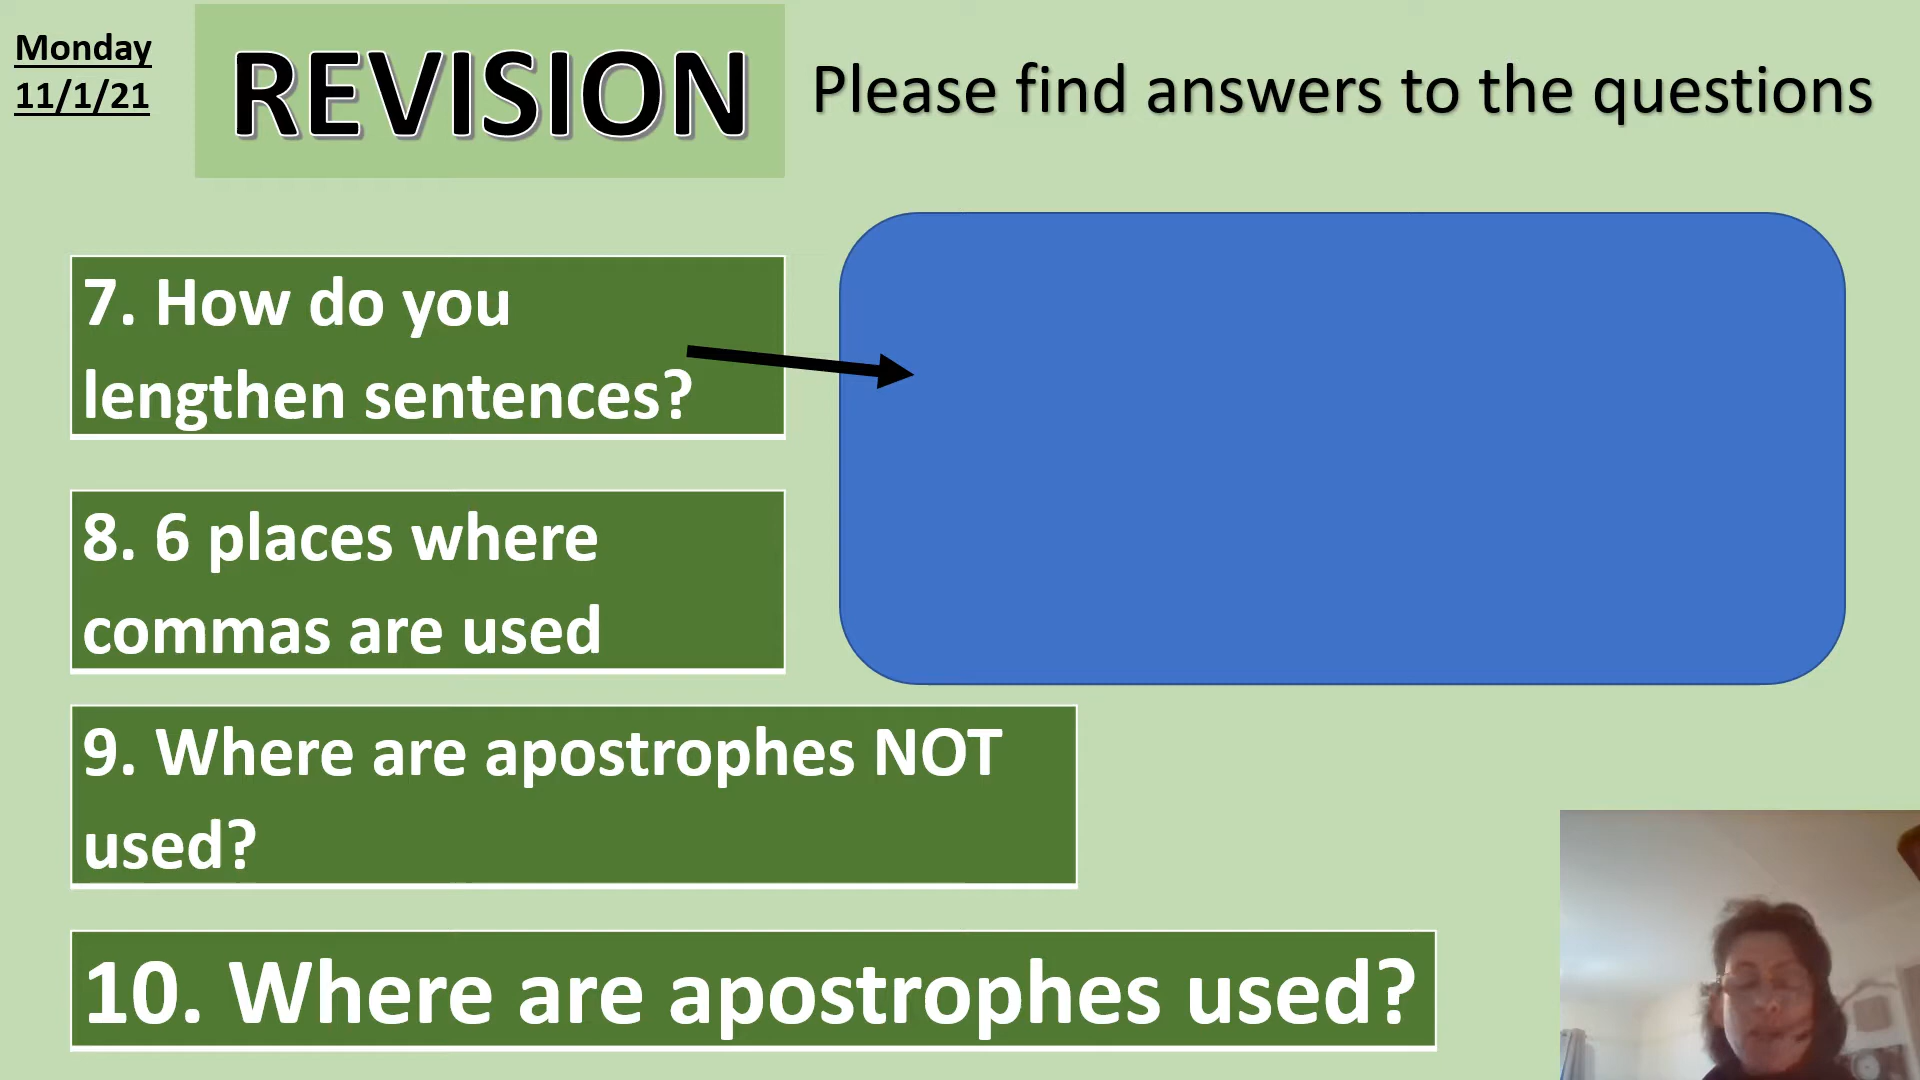 Monday
11/1/21
REVISION
Please find answers to the questions
7. How do you
lengthen sentences?
8. 6 places where
commas are used
9. Where are apostrophes NOT
used?
10. Where are apostrophes used?